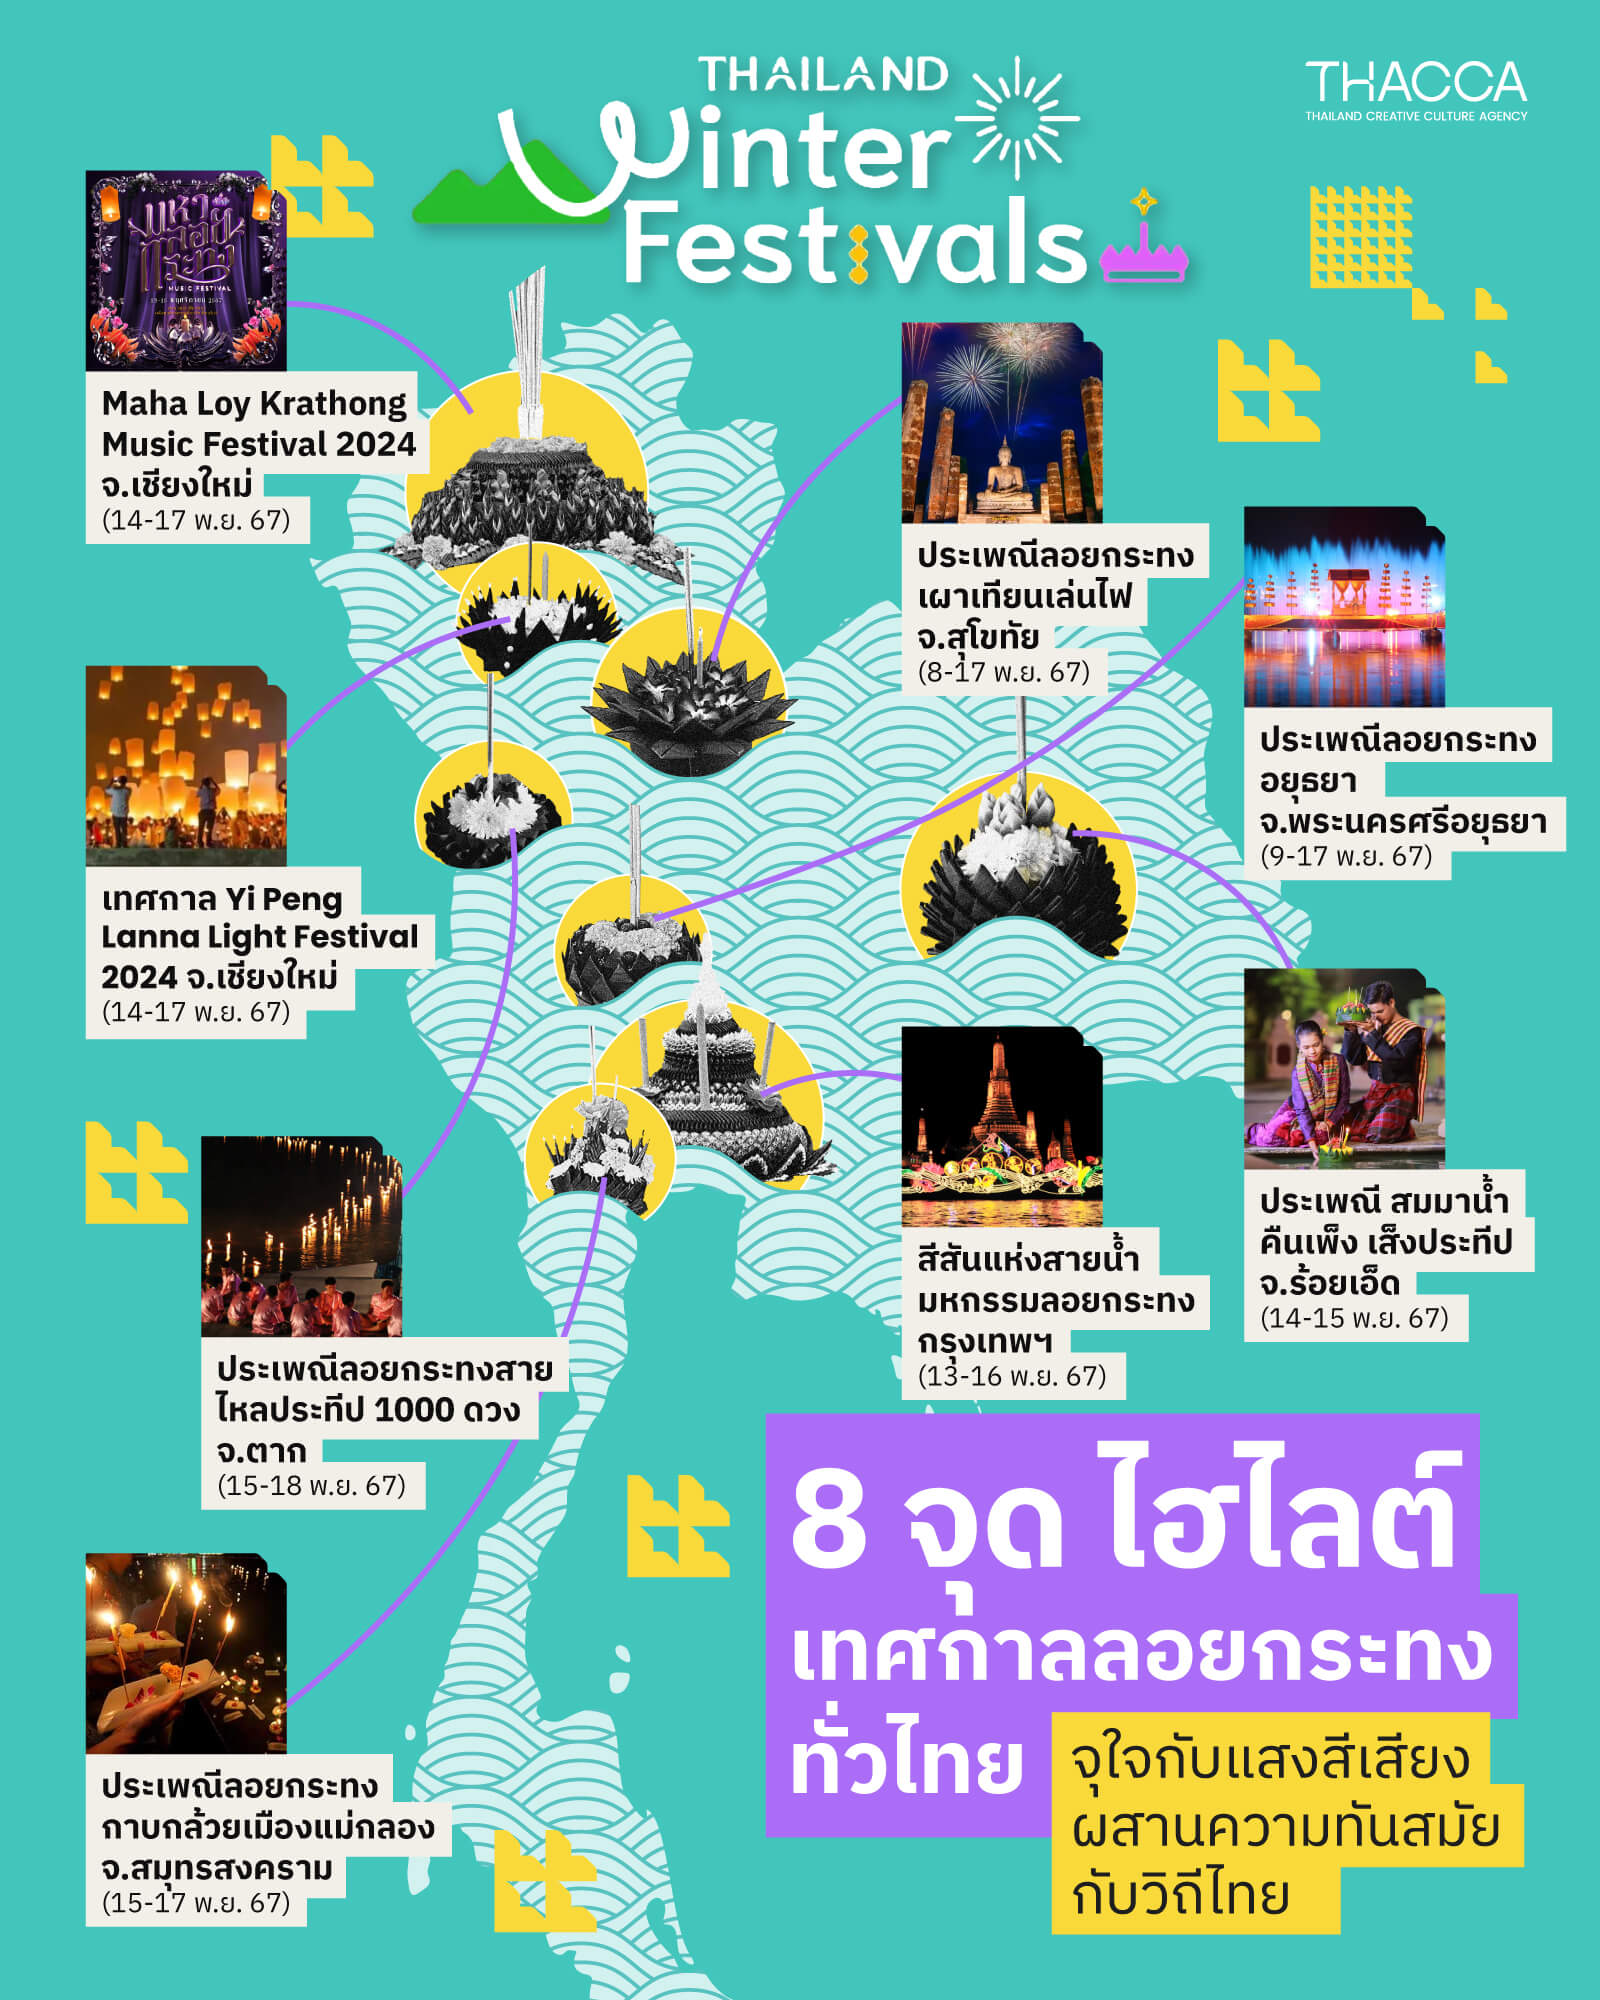 THAILAND
Winter
Festivals
THACCA
THAILAND CREATIVE CULTURE AGENCY
มหา
ลอย
กระทง
MUSIC FESTIVAL
Maha Loy Krathong
Music Festival 2024
จ.เชียงใหม่
(14-17 พ.ย. 67)
ประเพณีลอยกระทง
เผาเทียนเล่นไฟ
จ.สุโขทัย
(8-17 พ.ย. 67)
ประเพณีลอยกระทง
อยุธยา
จ.พระนครศรีอยุธยา
(9-17 พ.ย. 67)
เทศกาล Yi Peng
Lanna Light Festival
2024 จ.เชียงใหม่
(14-17 พ.ย. 67)
ประเพณี สมมาน้ำ
คืนเพ็ง เส็งประทีป
จ.ร้อยเอ็ด
(14-15 พ.ย. 67)
สีสันแห่งสายน้ำ
มหกรรมลอยกระทง
กรุงเทพฯ
(13-16 พ.ย. 67)
ประเพณีลอยกระทงสาย
ไหลประทีป 1000 ดวง
จ.ตาก
(15-18 พ.ย. 67)
ประเพณีลอยกระทง
กาบกล้วยเมืองแม่กลอง
จ.สมุทรสงคราม
(15-17 พ.ย. 67)
8 จุด ไฮไลต์
เทศกาลลอยกระทง
ทั่วไทย
จุใจกับแสงสีเสียง
ผสานความทันสมัย
กับวิถีไทย